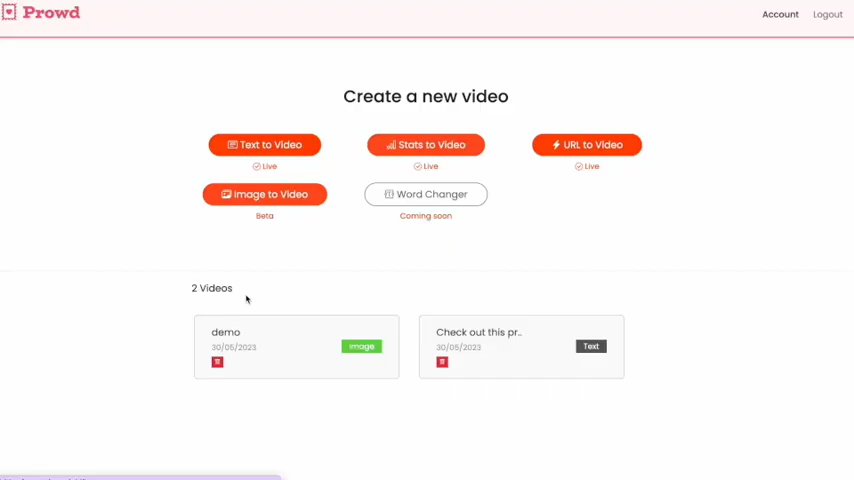 Prowd
Account Logout
Create a new video
Text to Video Stats to Video URL to Video
Live Live Live
Image to Video Word Changer
Beta Coming soon
2 Videos
demo Check out this pr..
30/05/2023 Image 30/05/2023 Text